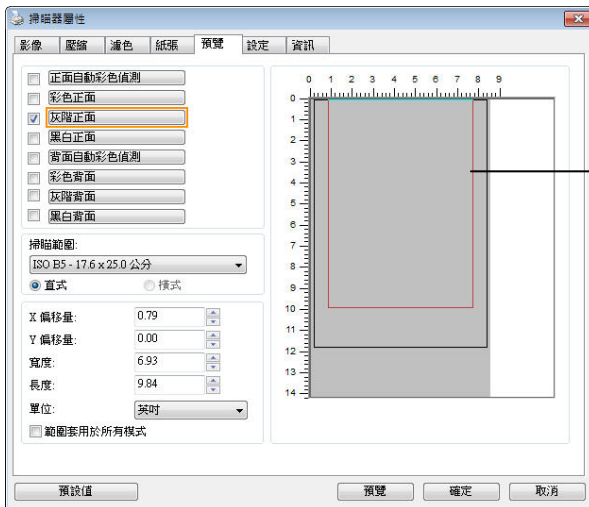 掃瞄器屬性
影像 壓縮 濾色 紙張 預覽 設定 資訊
正面自動彩色偵測
彩色正面
灰階正面
黑白正面
背面自動彩色偵測
彩色背面
灰階背面
黑白背面
掃瞄範圍:
ISO B5 - 17.6 x 25.0 公分
直式 橫式
X 偏移量: 0.79
Y 偏移量: 0.00
寬度: 6.93
長度: 9.84
單位: 英吋
範圍套用於所有模式
0 1 2 3 4 5 6 7 8 9
0
1
2
3
4
5
6
7
8
9
10
11
12
13
14
預設值 預覽 確定 取消